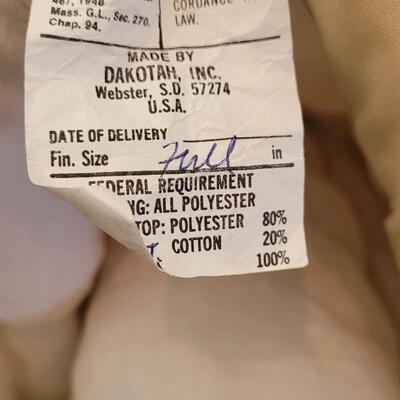 467, 1948
Mass. G.L., Sec. 270,
Chap. 94.
CORDANCE
LAW.
MADE BY
DAKOTAH, INC.
Webster, S.D. 57274
U.S.A.
DATE OF DELIVERY
Fin. Size Full in
FEDERAL REQUIREMENT
NG: ALL POLYESTER
TOP: POLYESTER 80%
COTTON 20%
100%